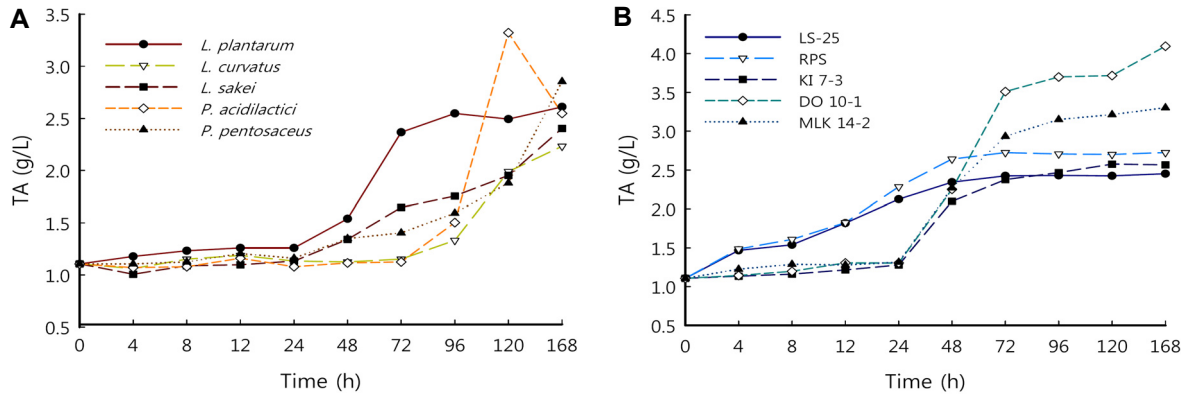 A
3.5
3.0
2.5
2.0
1.5
1.0
0.5
TA (g/L)
L. plantarum
L. curvatus
L. sakei
P. acidilactici
P. pentosaceus
0 4 8 12 24 48 72 96 120 168
Time (h)
B
4.5
4.0
3.5
3.0
2.5
2.0
1.5
1.0
0.5
TA (g/L)
LS-25
RPS
KI 7-3
DO 10-1
MLK 14-2
0 4 8 12 24 48 72 96 120 168
Time (h)